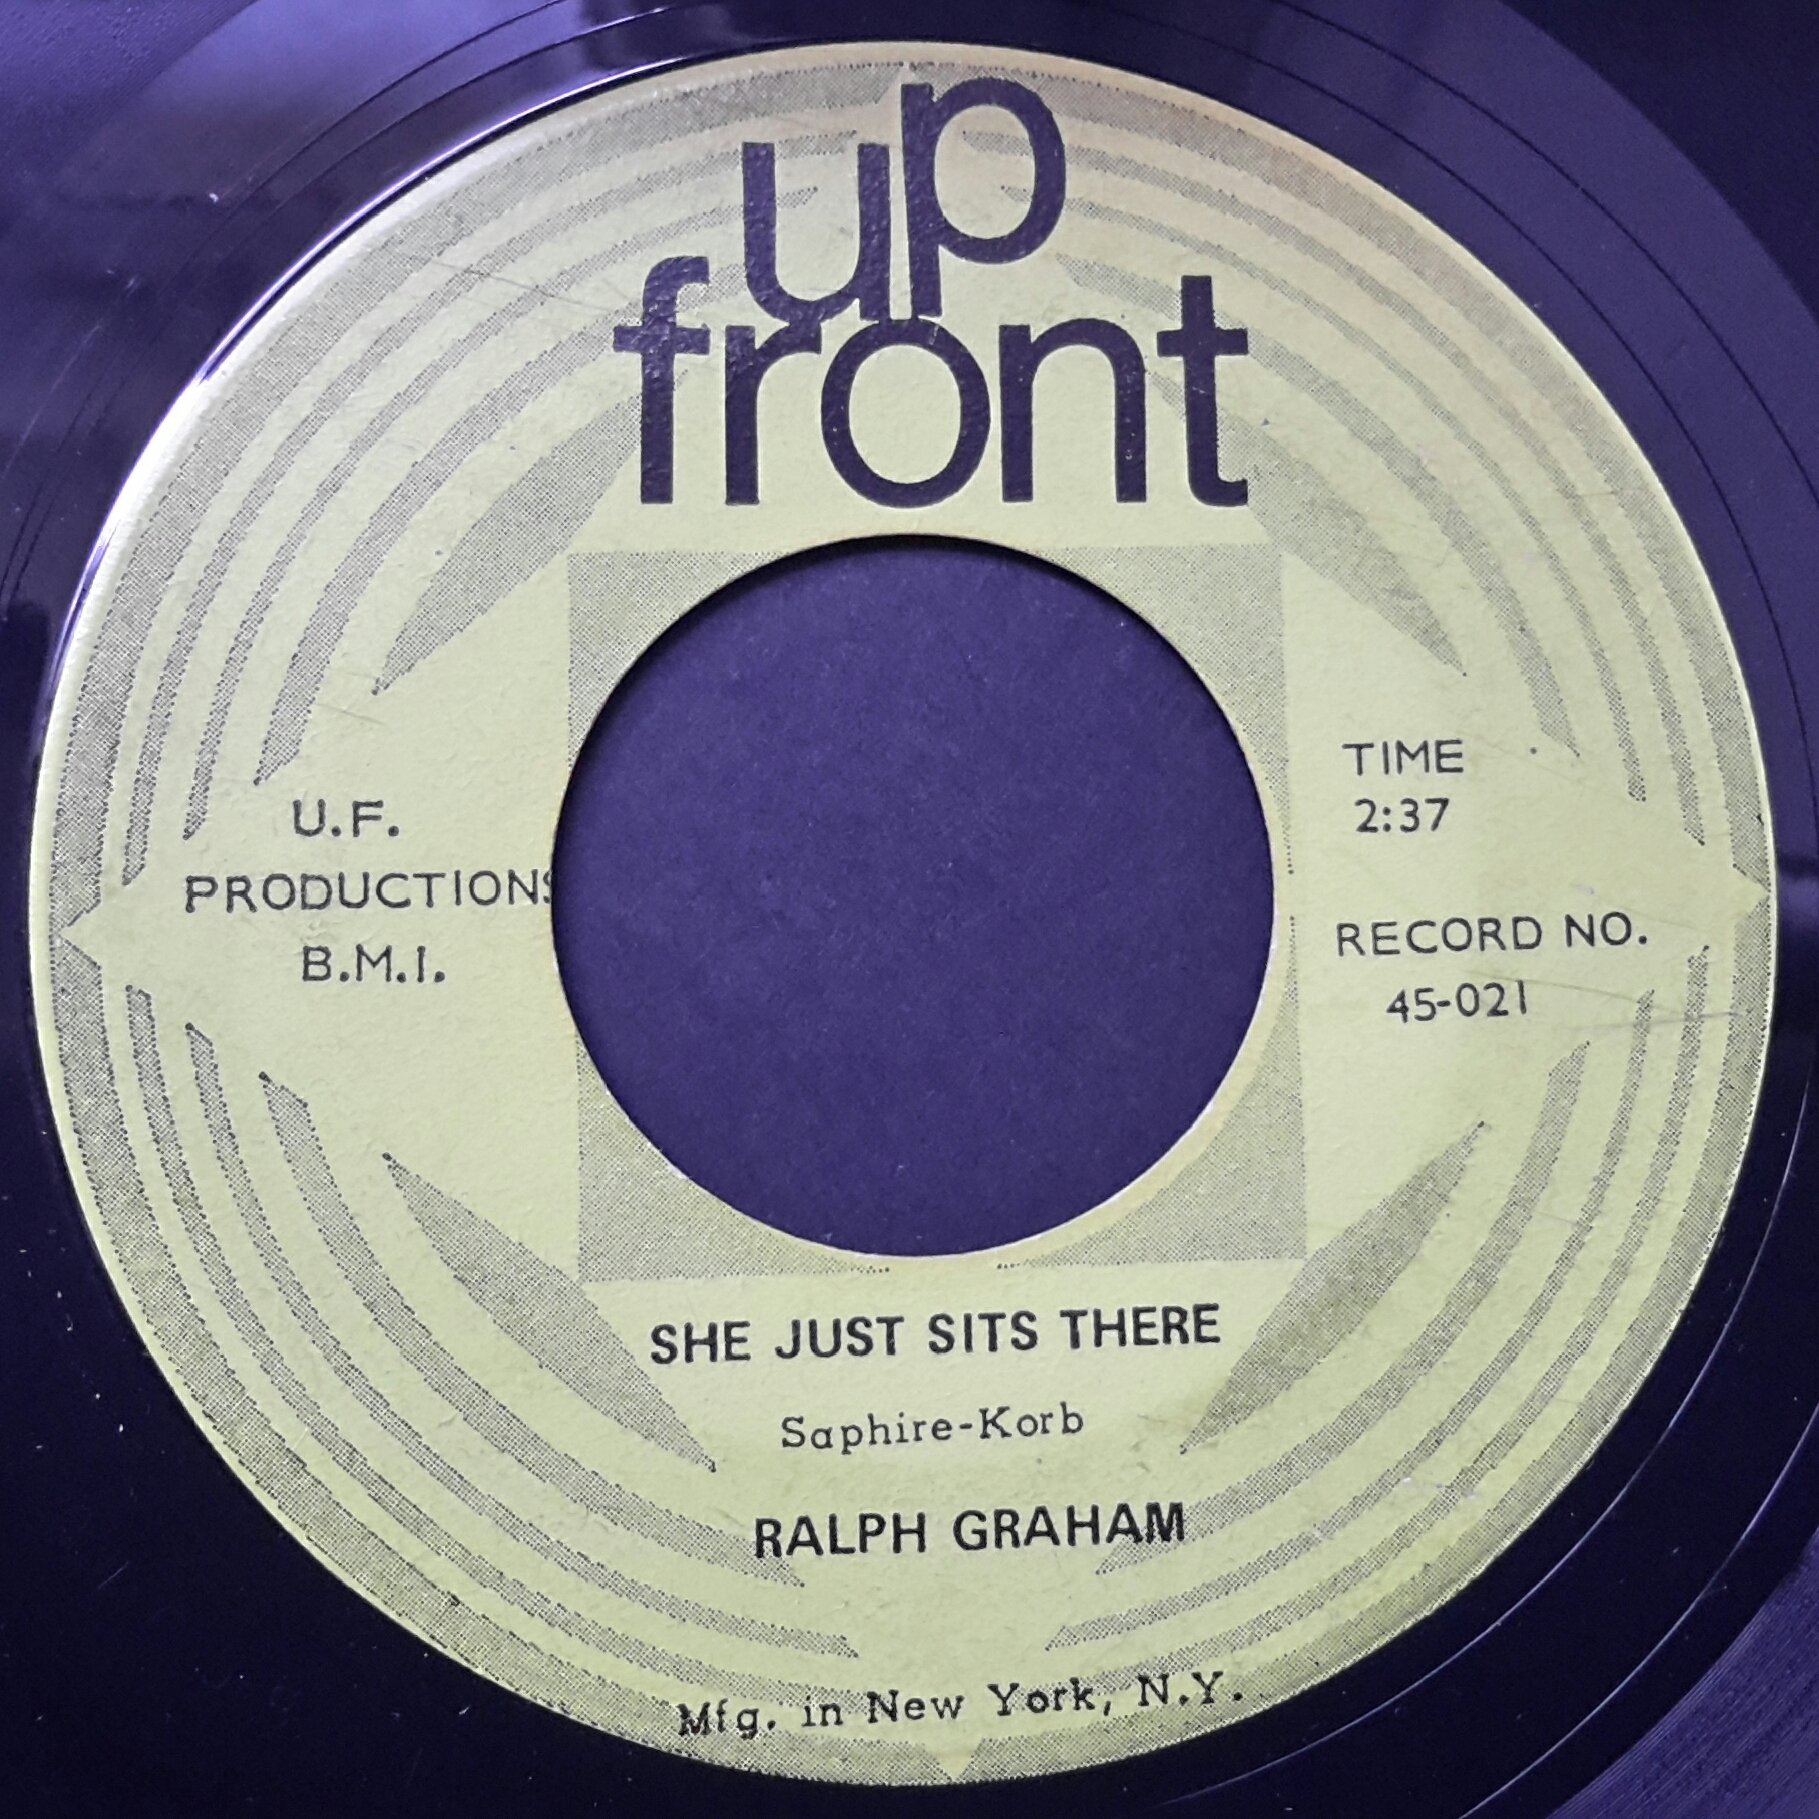 up
front
U.F.
PRODUCTIONS
B.M.I.
TIME
2:37
RECORD NO.
45-021
SHE JUST SITS THERE
Saphire-Korb
RALPH GRAHAM
Mfg. in New York, N.Y.